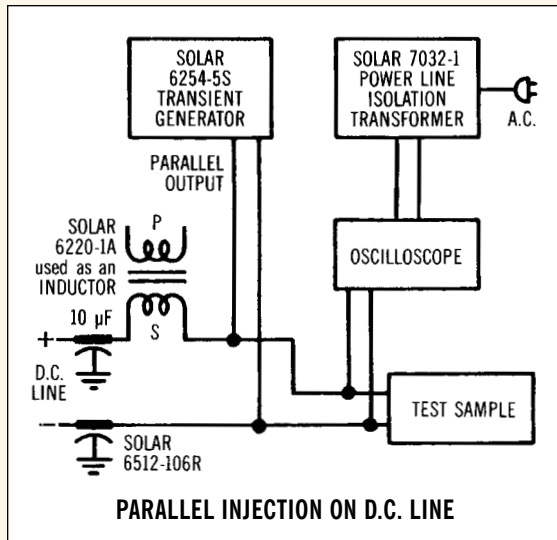 SOLAR
6254-5S
TRANSIENT
GENERATOR
SOLAR 7032-1
POWER LINE
ISOLATION
TRANSFORMER
A.C.
PARALLEL
OUTPUT
SOLAR
6220-1A
used as an
INDUCTOR
P
S
OSCILLOSCOPE
10 µF
+
D.C.
LINE
TEST SAMPLE
–
SOLAR
6512-106R
PARALLEL INJECTION ON D.C. LINE